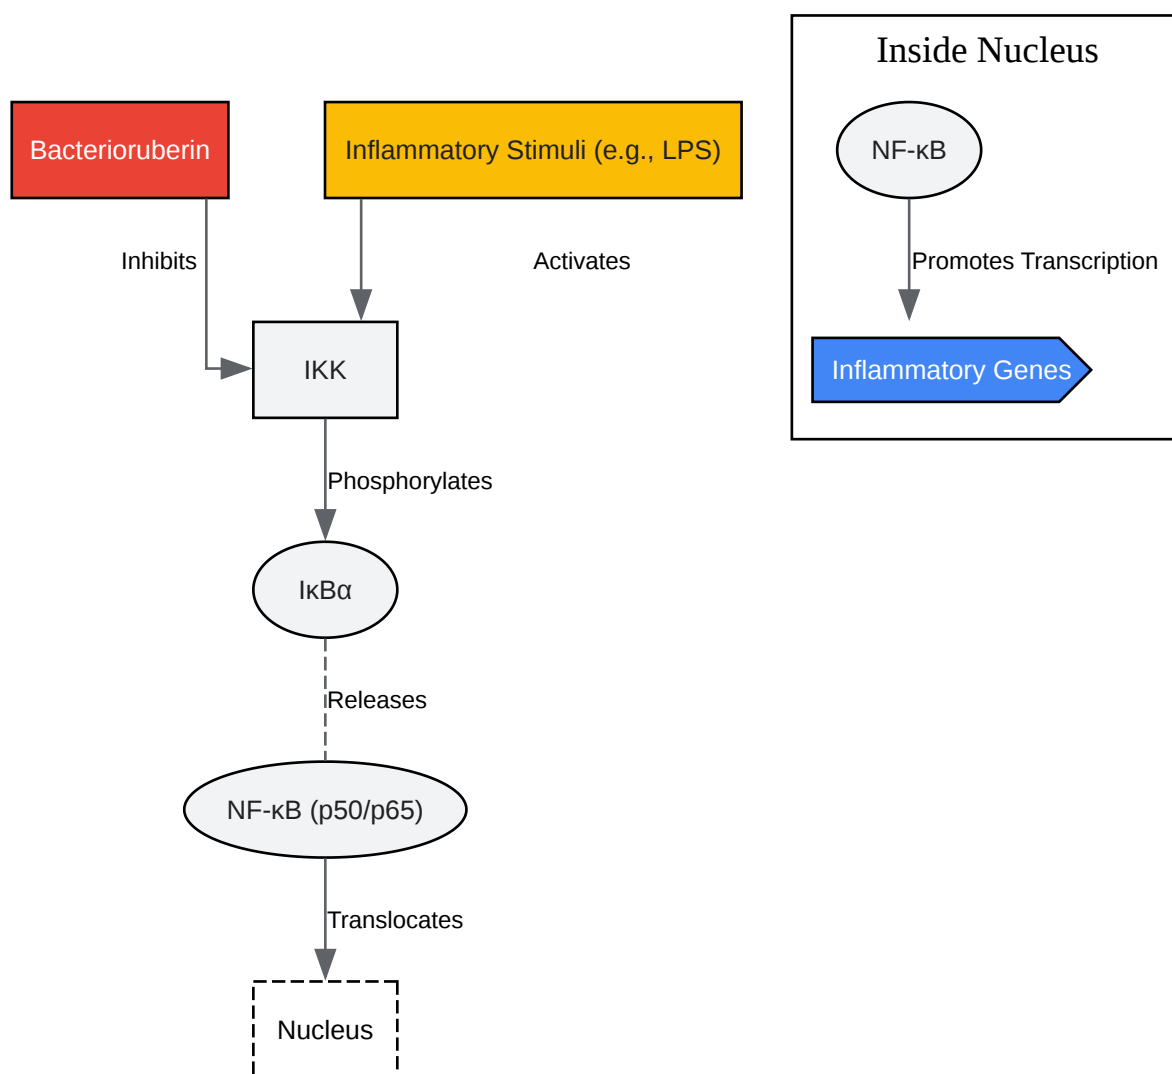 Inside Nucleus
Bacterioruberin
Inflammatory Stimuli (e.g., LPS)
NF-κB
Inhibits
Activates
Promotes Transcription
IKK
Inflammatory Genes
Phosphorylates
IκBα
Releases
NF-κB (p50/p65)
Translocates
Nucleus